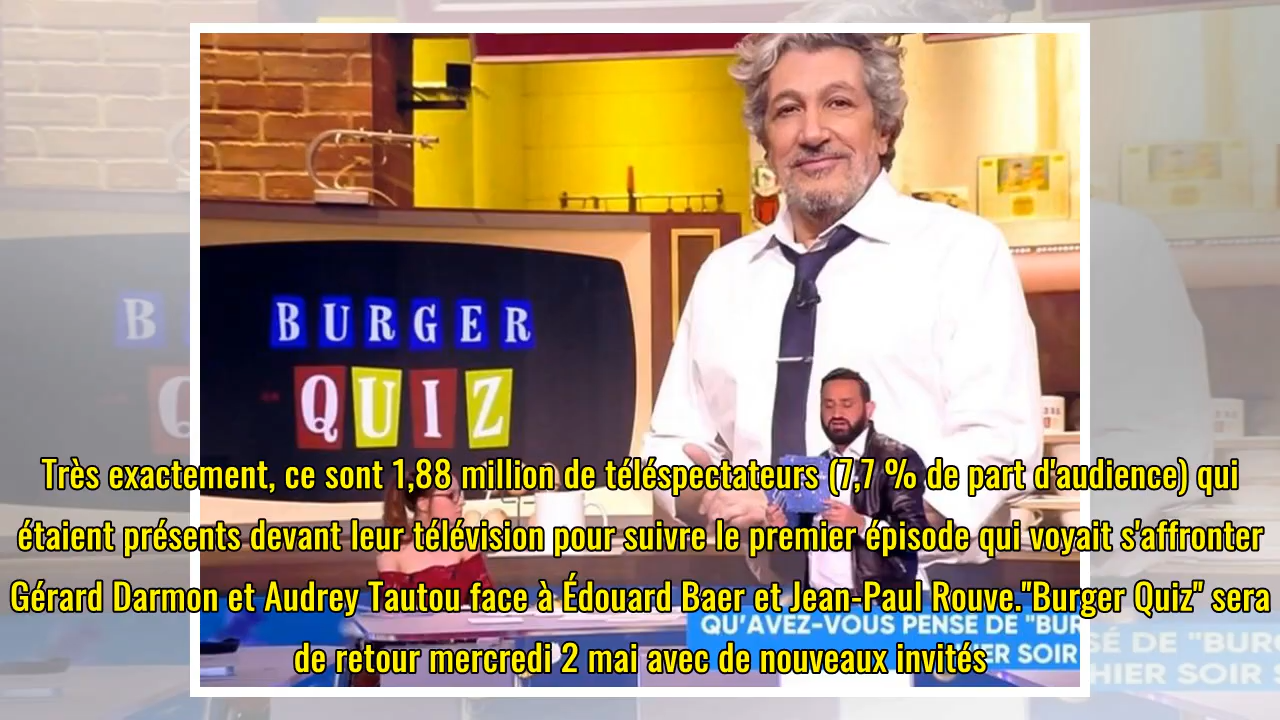 BURGER
QUIZ
Très exactement, ce sont 1,88 million de téléspectateurs (7,7 % de part d'audience) qui
étaient présents devant leur télévision pour suivre le premier épisode qui voyait s'affronter
Gérard Darmon et Audrey Tautou face à Édouard Baer et Jean-Paul Rouve."Burger Quiz" sera
de retour mercredi 2 mai avec de nouveaux invités
QU'AVEZ-VOUS PENSÉ DE "BUR
HIER SOIR